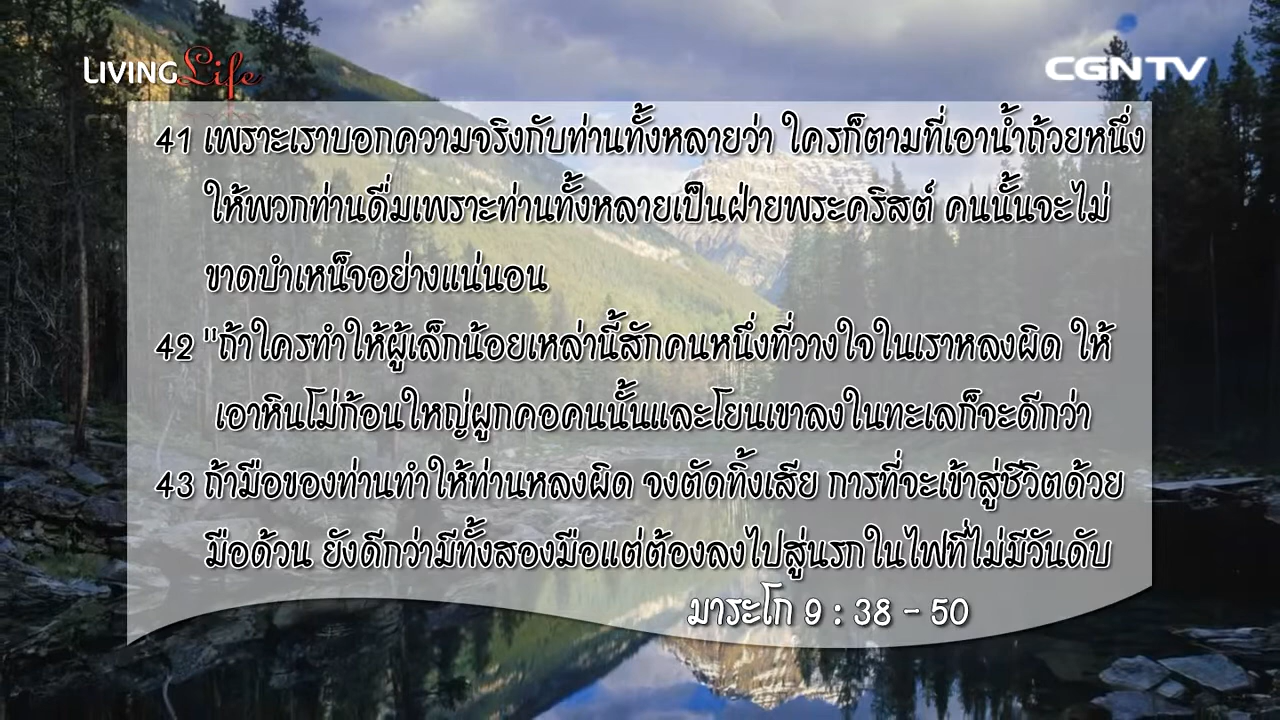 LIVING Life
CGNTV
41 เพราะเราบอกความจริงกับท่านทั้งหลายว่า ใครก็ตามที่เอาน้ำถ้วยหนึ่ง
ให้พวกท่านดื่มเพราะท่านทั้งหลายเป็นฝ่ายพระคริสต์ คนนั้นจะไม่
ขาดบำเหน็จอย่างแน่นอน
42 "ถ้าใครทำให้ผู้เล็กน้อยเหล่านี้สักคนหนึ่งที่วางใจในเราหลงผิด ให้
เอาหินโม่ก้อนใหญ่ผูกคอคนนั้นและโยนเขาลงในทะเลก็จะดีกว่า
43 ถ้ามือของท่านทำให้ท่านหลงผิด จงตัดทิ้งเสีย การที่จะเข้าสู่ชีวิตด้วย
มือด้วน ยังดีกว่ามีทั้งสองมือแต่ต้องลงไปสู่นรกในไฟที่ไม่มีวันดับ
มาระโก 9 : 38 - 50